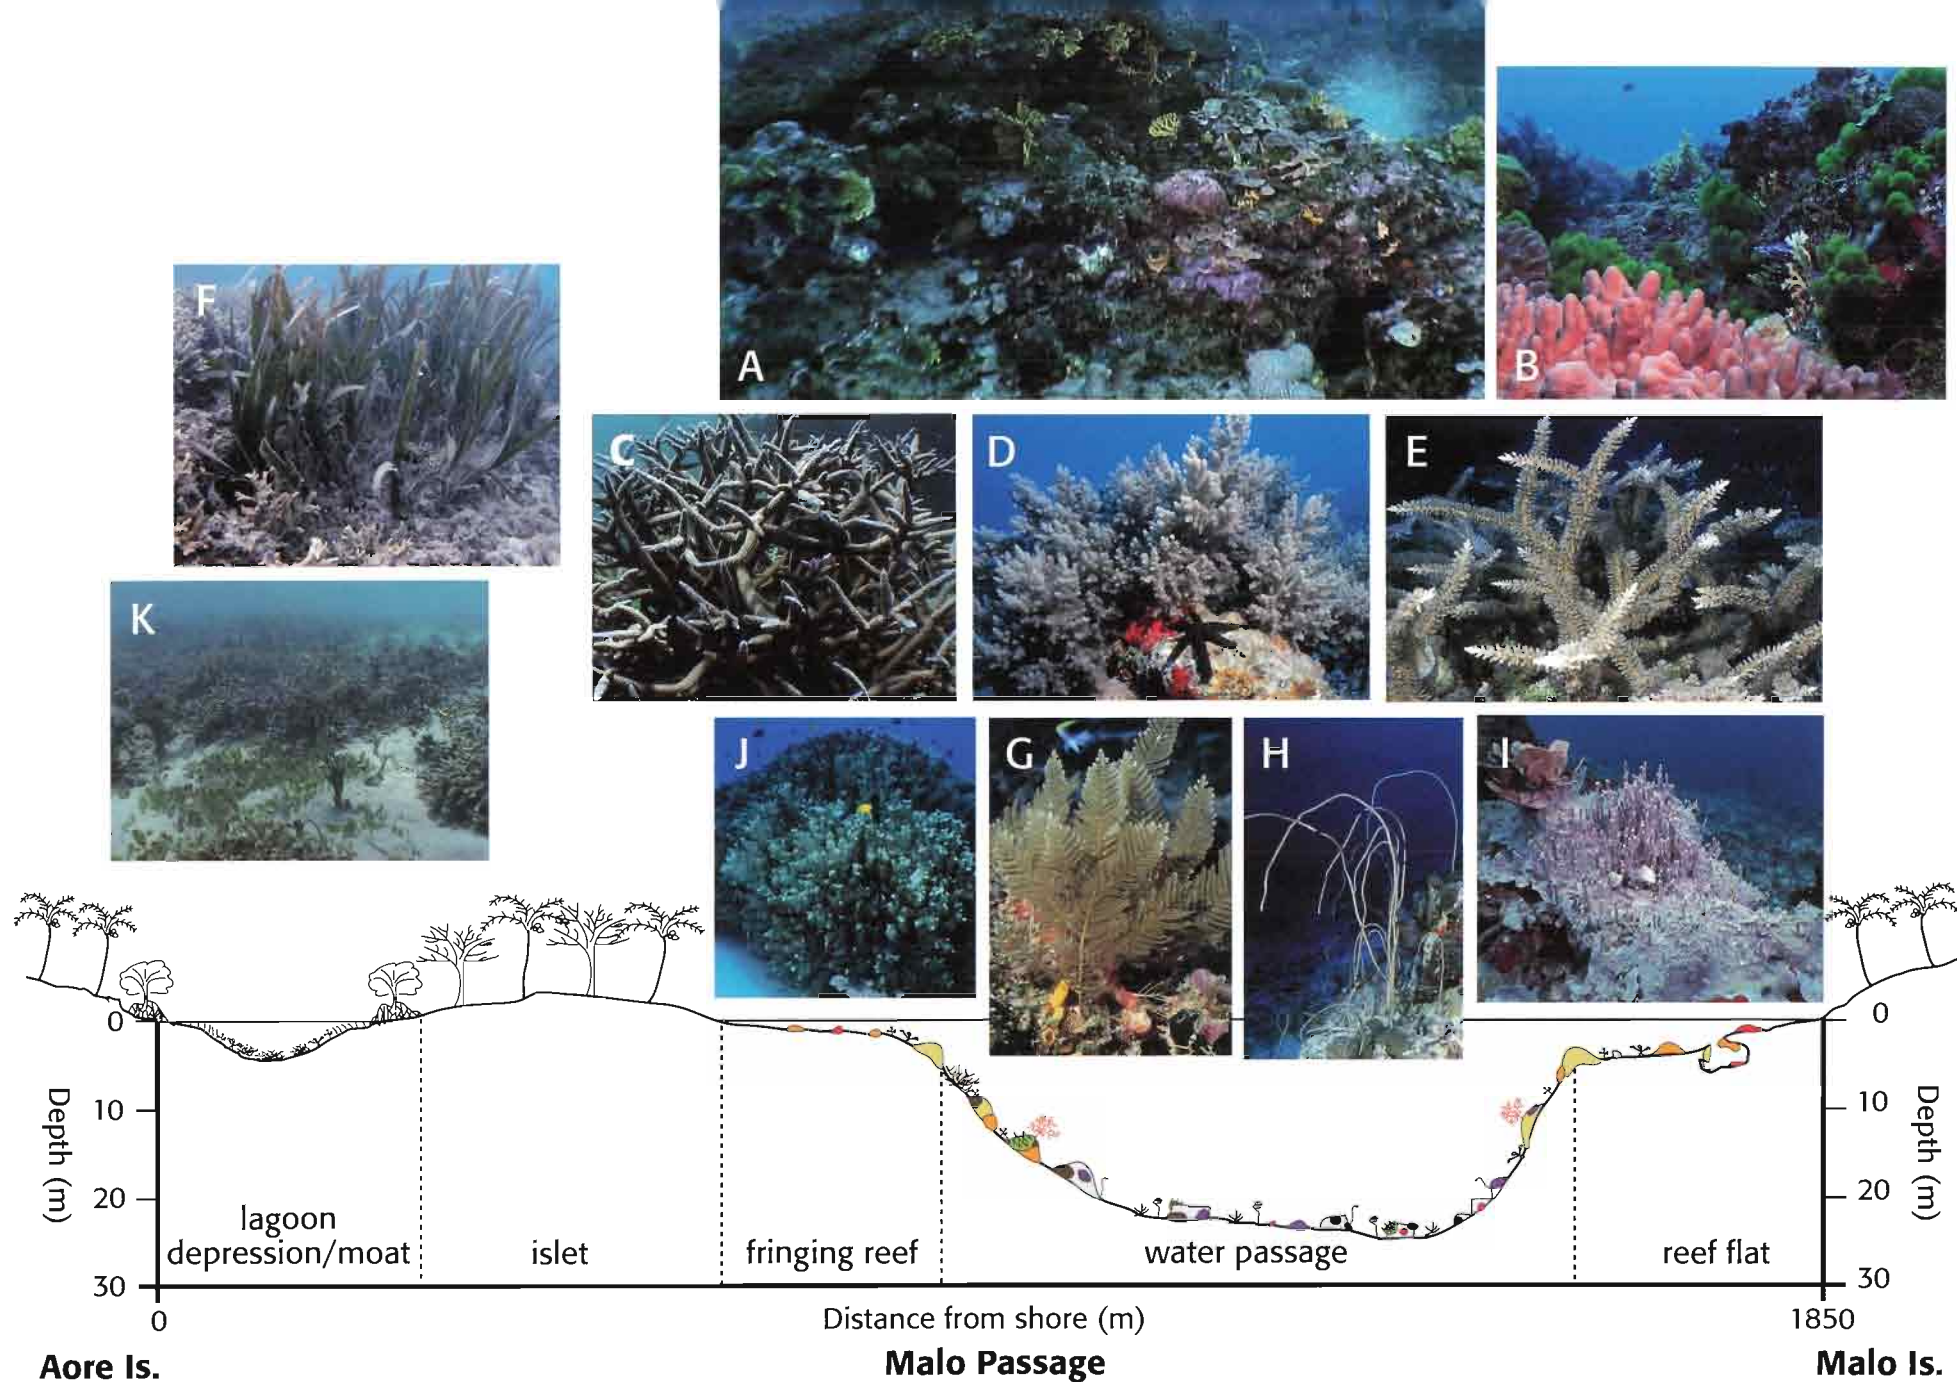 A
B
F
C
D
E
K
J
G
H
I
0
0
10
10
20
20
30
30
Depth (m)
Depth (m)
lagoon
depression/moat
islet
fringing reef
water passage
reef flat
0
Distance from shore (m)
1850
Aore Is.
Malo Passage
Malo Is.